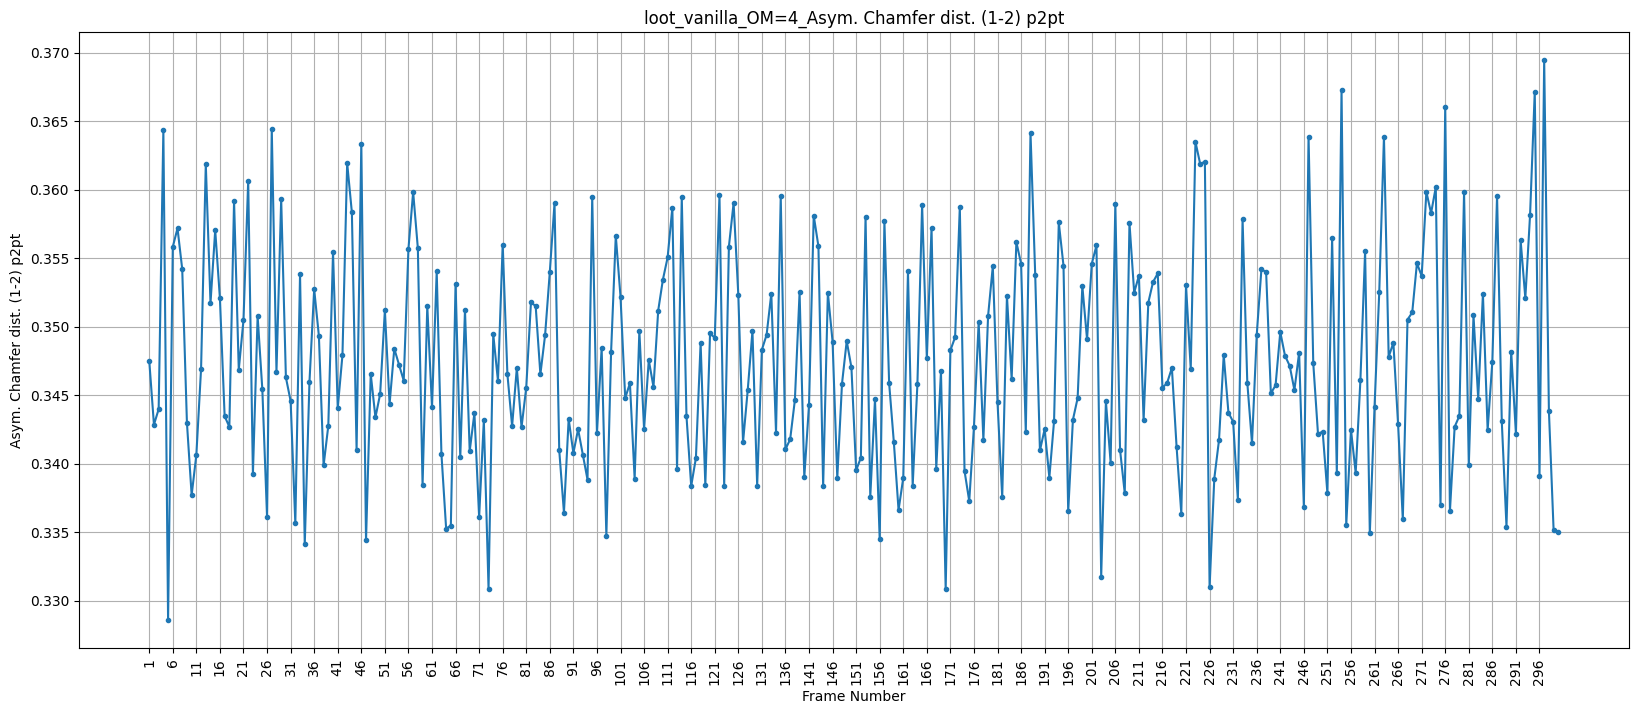 loot_vanilla_OM=4_Asym. Chamfer dist. (1-2) p2pt
Asym. Chamfer dist. (1-2) p2pt
0.370
0.365
0.360
0.355
0.350
0.345
0.340
0.335
0.330
1 6 11 16 21 26 31 36 41 46 51 56 61 66 71 76 81 86 91 96 101 106 111 116 121 126 131 136 141 146 151 156 161 166 171 176 181 186 191 196 201 206 211 216 221 226 231 236 241 246 251 256 261 266 271 276 281 286 291 296
Frame Number